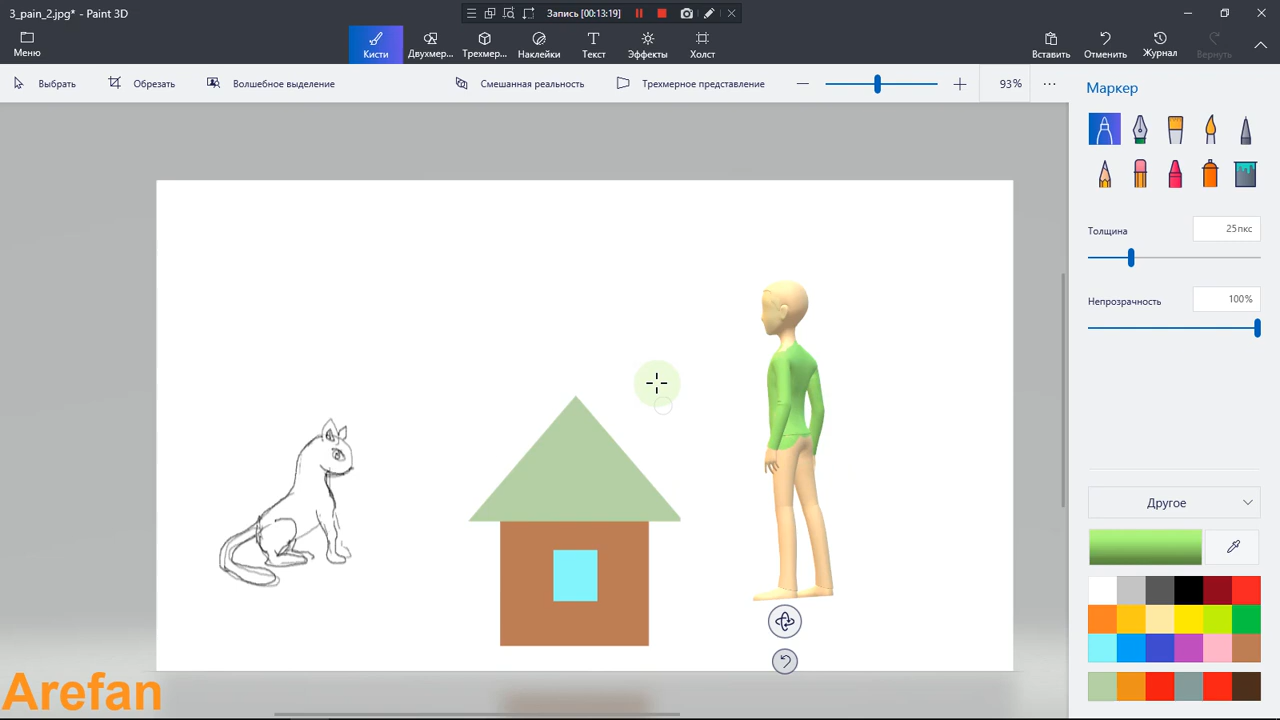 3_pain_2.jpg* - Paint 3D
Запись [00:13:19]
Меню
Кисти
Двухмер...
Трехмер...
Наклейки
Текст
Эффекты
Холст
Вставить
Отменить
Журнал
Вернуть
Выбрать
Обрезать
Волшебное выделение
Смешанная реальность
Трехмерное представление
93%
Маркер
Толщина
25пкс
Непрозрачность
100%
Другое
Arefan